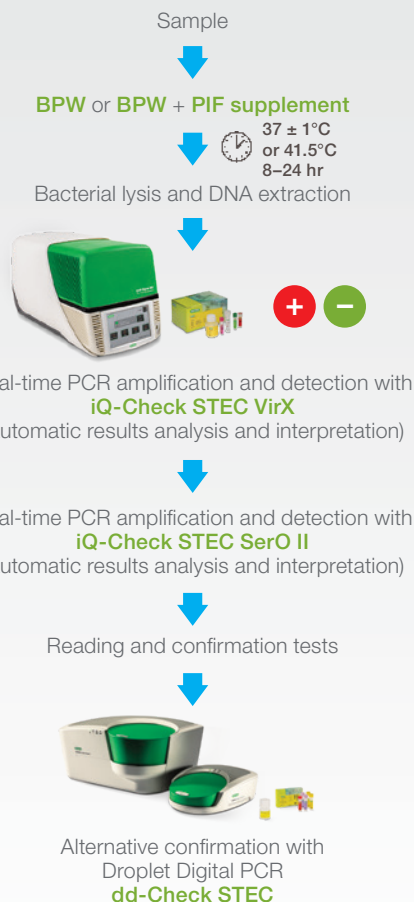 Sample
BPW or BPW + PIF supplement
37 ± 1°C
or 41.5°C
8–24 hr
Bacterial lysis and DNA extraction
+ −
al-time PCR amplification and detection with
iQ-Check STEC VirX
utomatic results analysis and interpretation)
al-time PCR amplification and detection with
iQ-Check STEC SerO II
utomatic results analysis and interpretation)
Reading and confirmation tests
Alternative confirmation with
Droplet Digital PCR
dd-Check STEC